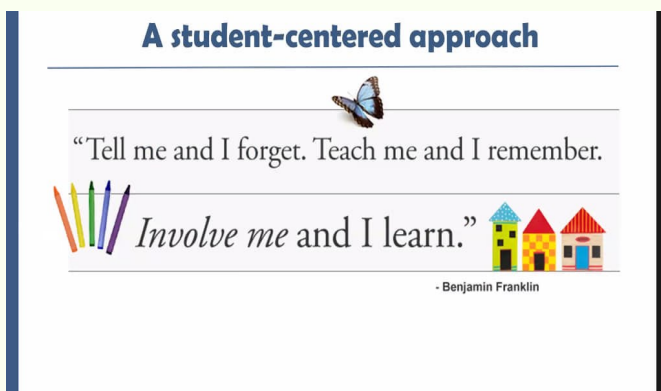 A student-centered approach
“Tell me and I forget. Teach me and I remember.
Involve me and I learn.”
- Benjamin Franklin